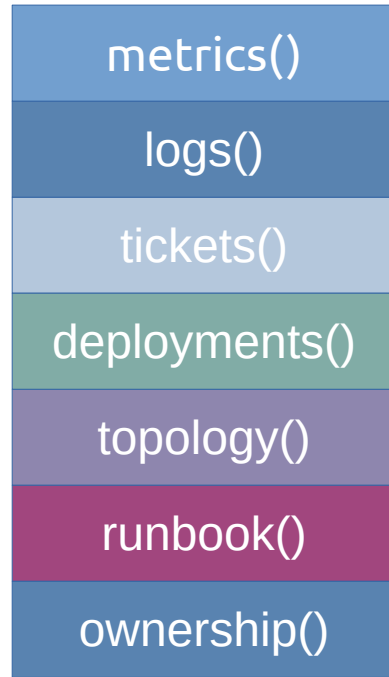 metrics()
logs()
tickets()
deployments()
topology()
runbook()
ownership()